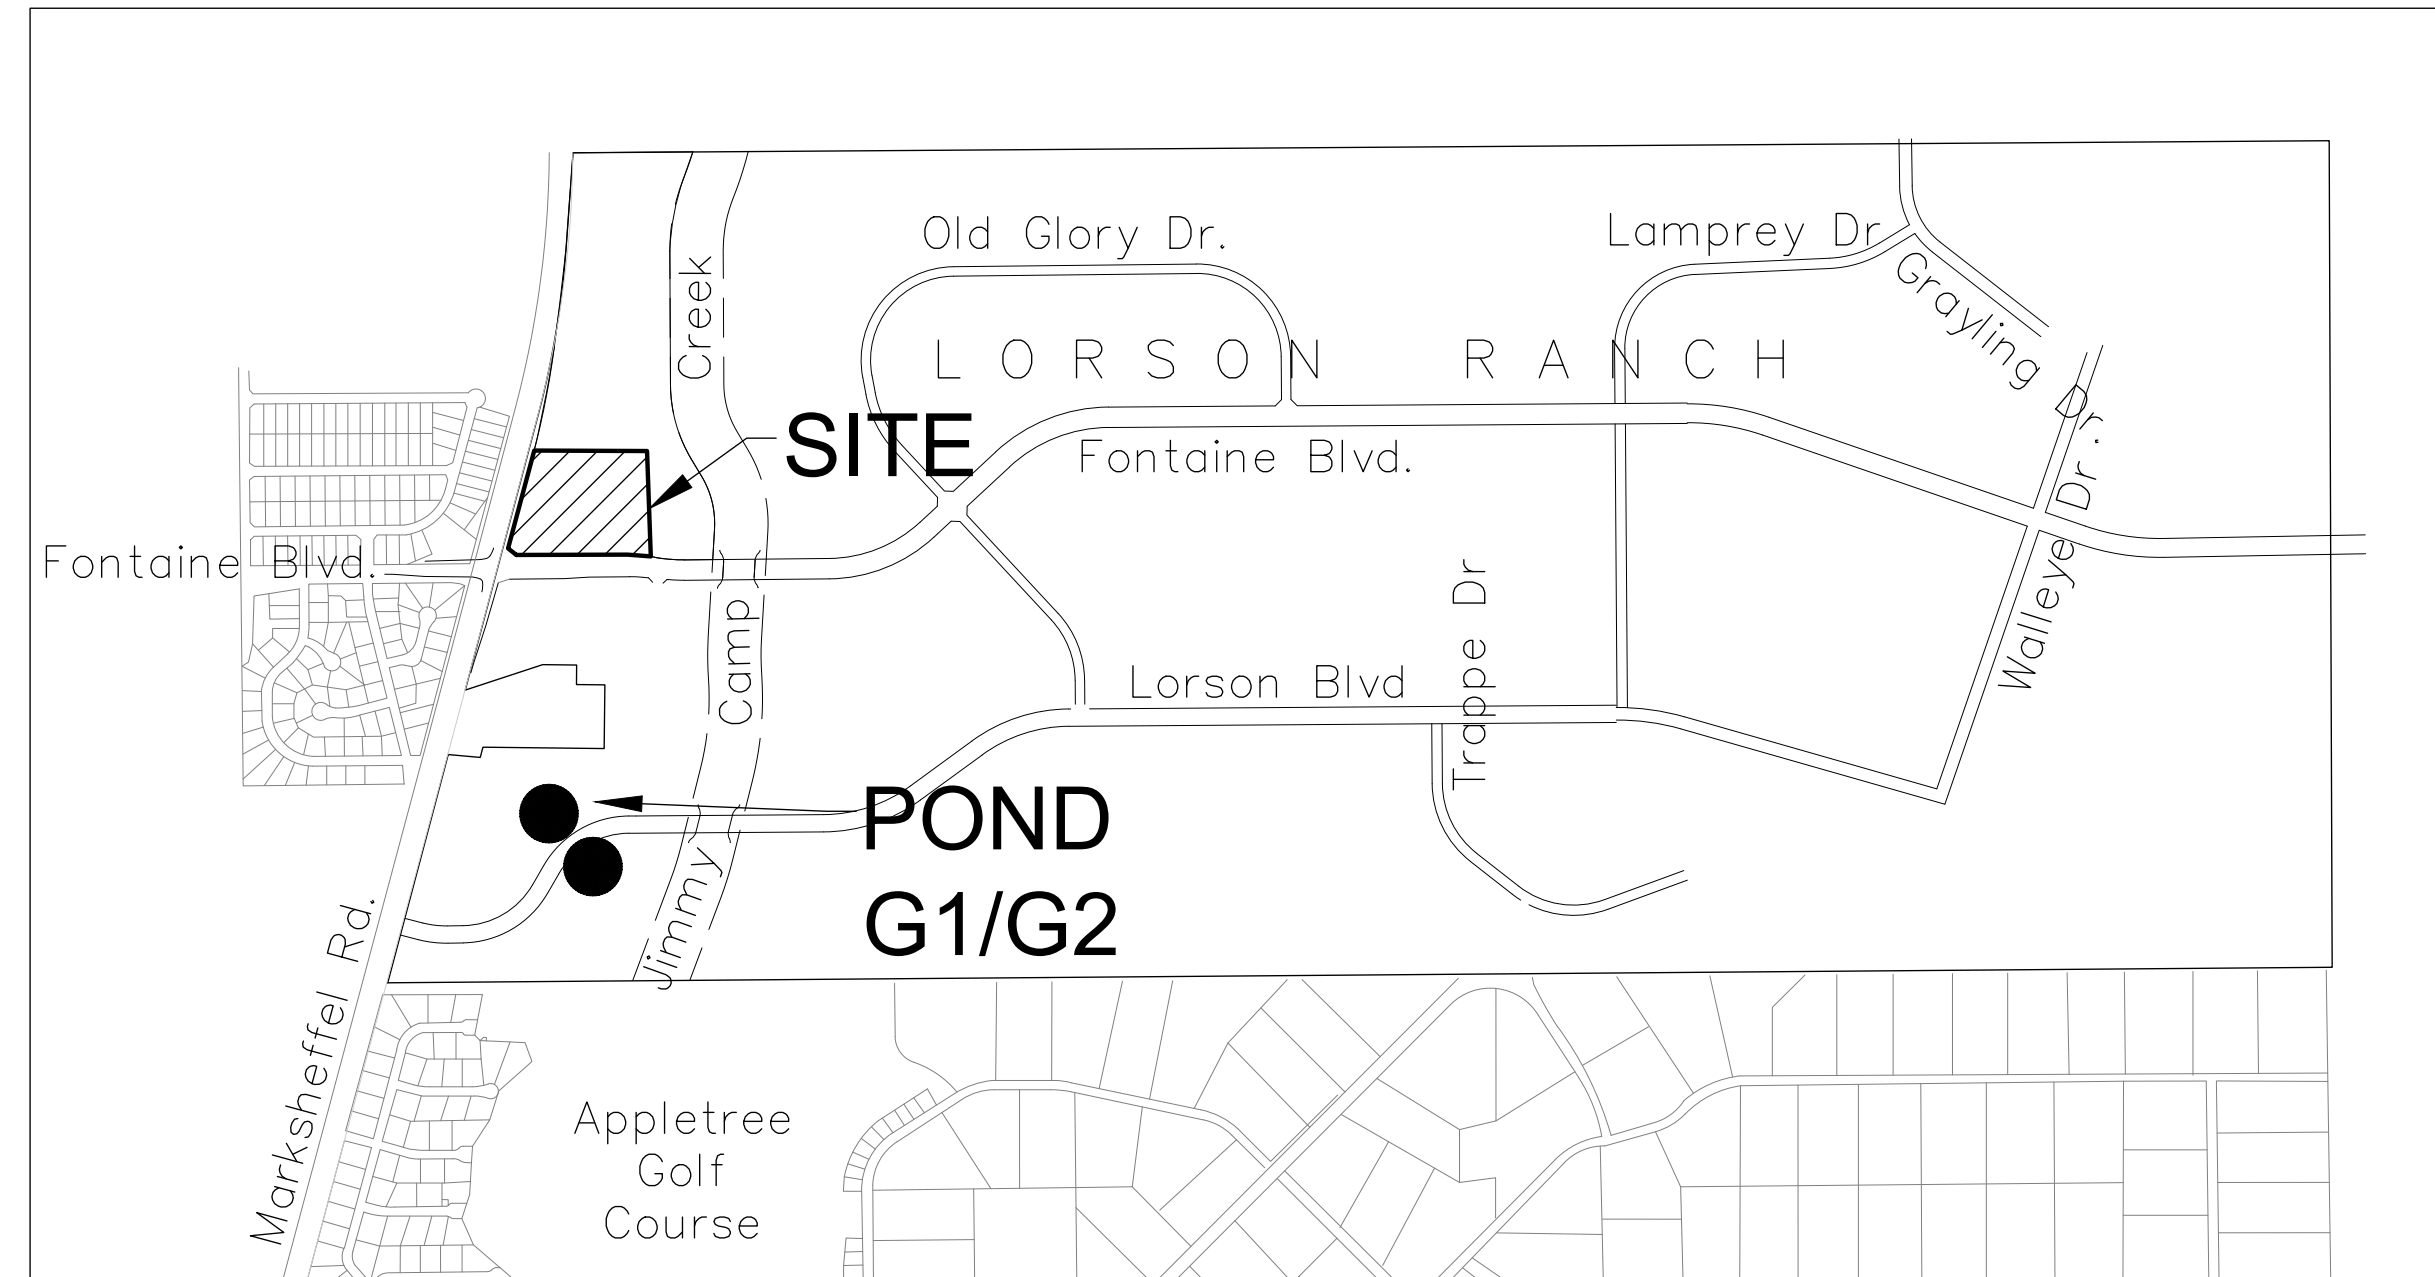 Old Glory Dr.
Lamprey Dr
Grayling Dr.
Creek
LORSON RANCH
SITE
Fontaine Blvd.
Fontaine Blvd.
Walleye Dr.
Camp
Trappe Dr
Lorson Blvd
POND
G1/G2
Jimmy
Marksheffel Rd.
Appletree
Golf
Course